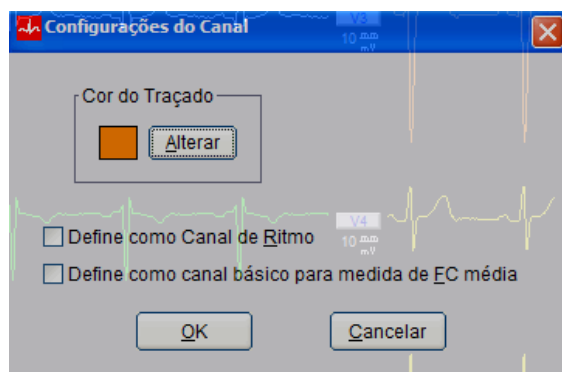 Configurações do Canal
V3
10 mm
mV
Cor do Traçado
Alterar
V4
10 mm
mV
Define como Canal de Ritmo
Define como canal básico para medida de FC média
OK
Cancelar